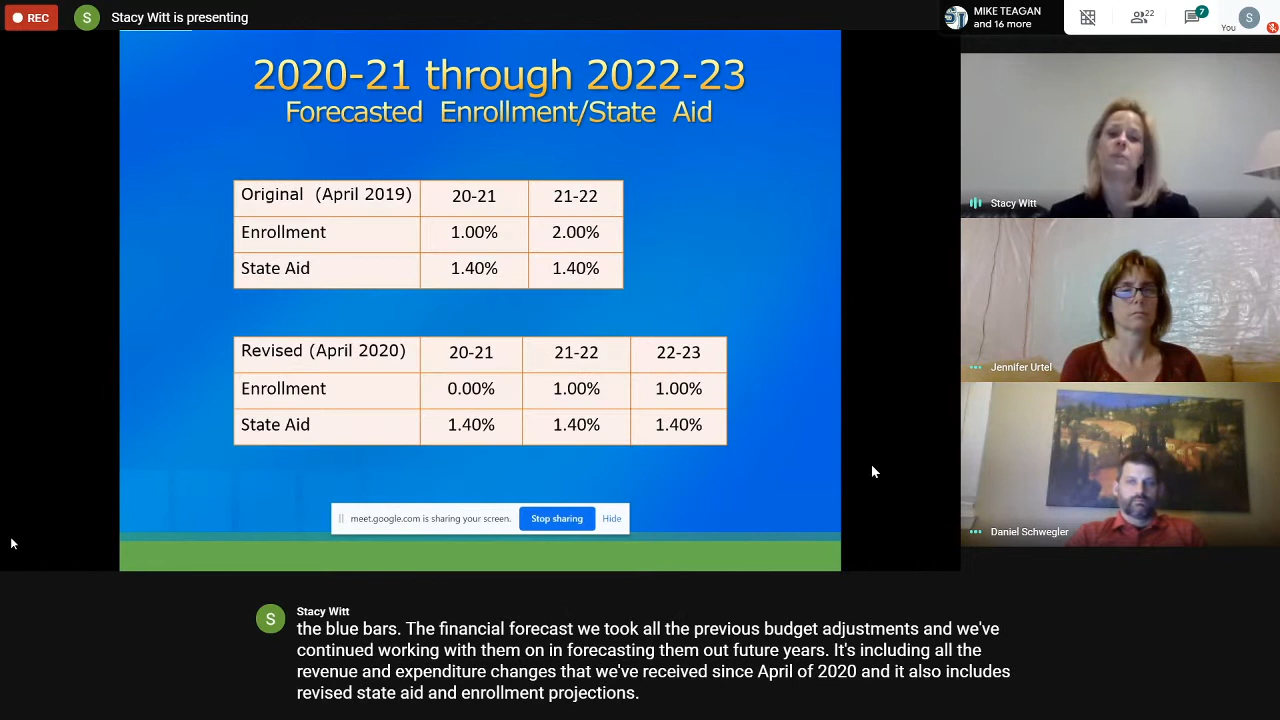 REC
S
Stacy Witt is presenting
MIKE TEAGAN
and 16 more
22
7
You
S
2020-21 through 2022-23
Forecasted Enrollment/State Aid
Original (April 2019) 20-21 21-22
Enrollment 1.00% 2.00%
State Aid 1.40% 1.40%
Revised (April 2020) 20-21 21-22 22-23
Enrollment 0.00% 1.00% 1.00%
State Aid 1.40% 1.40% 1.40%
meet.google.com is sharing your screen. Stop sharing Hide
Stacy Witt
Jennifer Urtel
Daniel Schwegler
S
Stacy Witt
the blue bars. The financial forecast we took all the previous budget adjustments and we've
continued working with them on in forecasting them out future years. It's including all the
revenue and expenditure changes that we've received since April of 2020 and it also includes
revised state aid and enrollment projections.